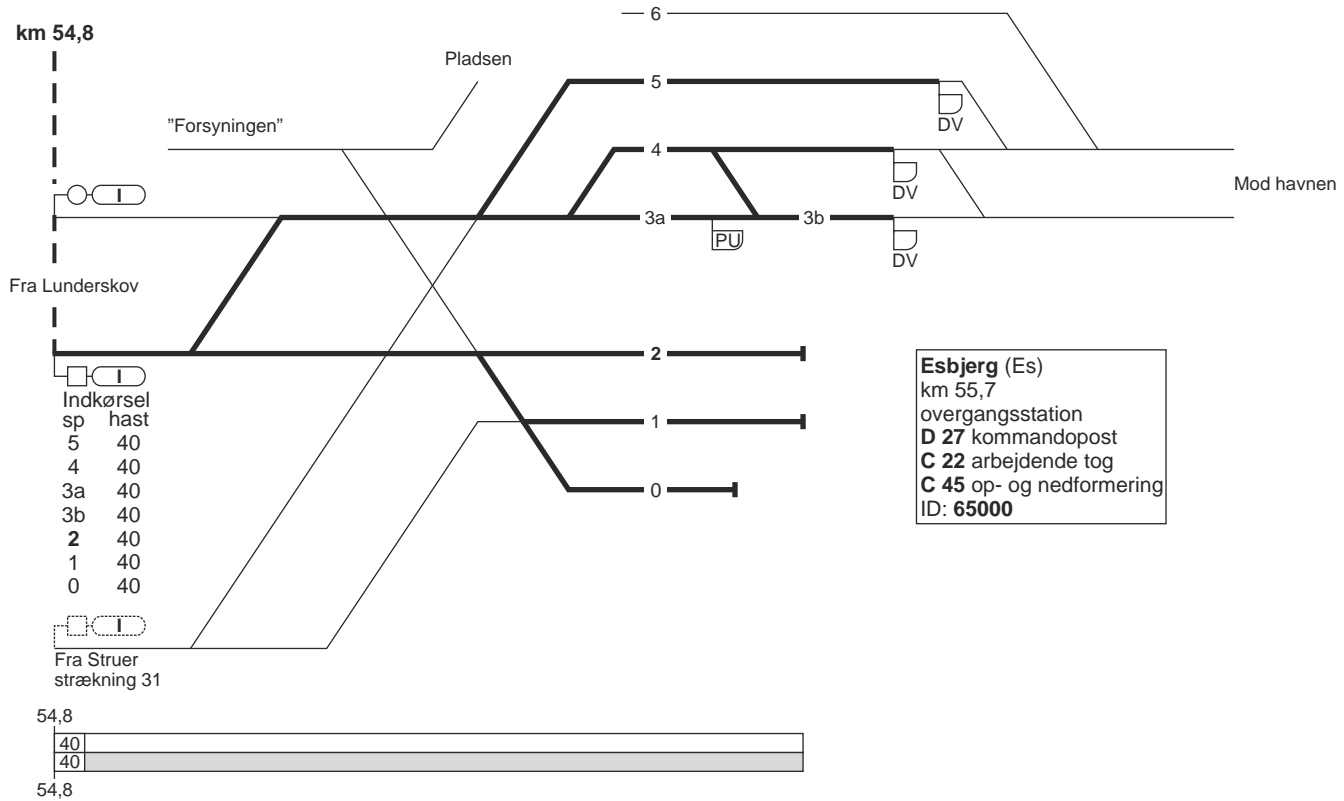 6
km 54,8
Pladsen
5
DV
"Forsyningen"
4
DV
Mod havnen
I
3a
3b
PU
DV
Fra Lunderskov
2
I
Indkørsel
sp hast
5 40
4 40
3a 40
3b 40
2 40
1 40
0 40
1
0
Esbjerg (Es)
km 55,7
overgangsstation
D 27 kommandopost
C 22 arbejdende tog
C 45 op- og nedformering
ID: 65000
I
Fra Struer
strækning 31
54,8
40
40
54,8